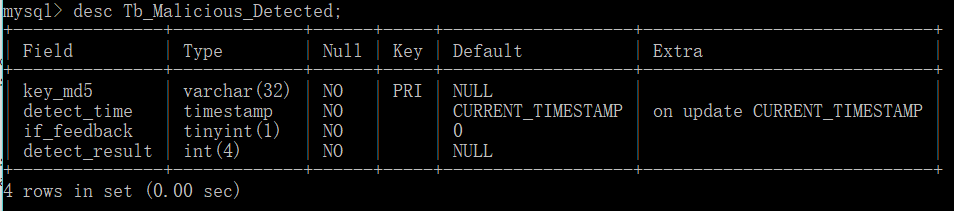 mysql> desc Tb_Malicious_Detected;
+---------------+-------------+------+-----+-------------------+-----------------------------+
| Field         | Type        | Null | Key | Default           | Extra                       |
+---------------+-------------+------+-----+-------------------+-----------------------------+
| key_md5       | varchar(32) | NO   | PRI | NULL              |                             |
| detect_time   | timestamp   | NO   |     | CURRENT_TIMESTAMP | on update CURRENT_TIMESTAMP |
| if_feedback   | tinyint(1)  | NO   |     | 0                 |                             |
| detect_result | int(4)      | NO   |     | NULL              |                             |
+---------------+-------------+------+-----+-------------------+-----------------------------+
4 rows in set (0.00 sec)